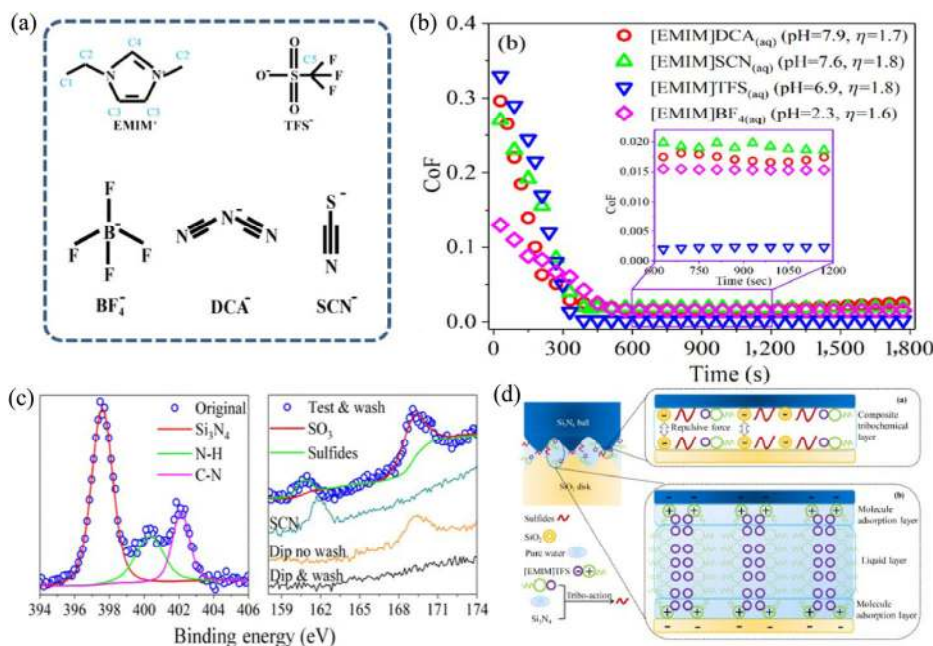 (a)
C4
C2
C2
N
N⁺
C1
C3
C3
EMIM⁺
O
O⁻
S
O
C5
F
F
F
TFS⁻
F
B⁻
F
F
F
BF₄⁻
N
N⁻
N
DCA⁻
S⁻
N
SCN⁻
(b)
(b)
[EMIM]DCA(aq) (pH=7.9, η=1.7)
[EMIM]SCN(aq) (pH=7.6, η=1.8)
[EMIM]TFS(aq) (pH=6.9, η=1.8)
[EMIM]BF₄(aq) (pH=2.3, η=1.6)
0.4
0.3
0.2
0.1
0.0
CoF
0.020
0.015
0.010
0.005
0.000
CoF
600 750 900 1050 1200
Time (sec)
0 300 600 900 1,200 1,500 1,800
Time (s)
(c)
Original
Si₃N₄
N-H
C-N
394 396 398 400 402 404 406
Test & wash
SO₃
Sulfides
SCN
Dip no wash
Dip & wash
159 162 165 168 171 174
Binding energy (eV)
(d)
Si₃N₄ ball
SiO₂ disk
Sulfides
SiO₂
Pure water
[EMIM]TFS
Tribo-action
Si₃N₄
(a)
Repulsive force
Composite
tribochemical
layer
(b)
Molecule
adsorption layer
Liquid layer
Molecule
adsorption layer